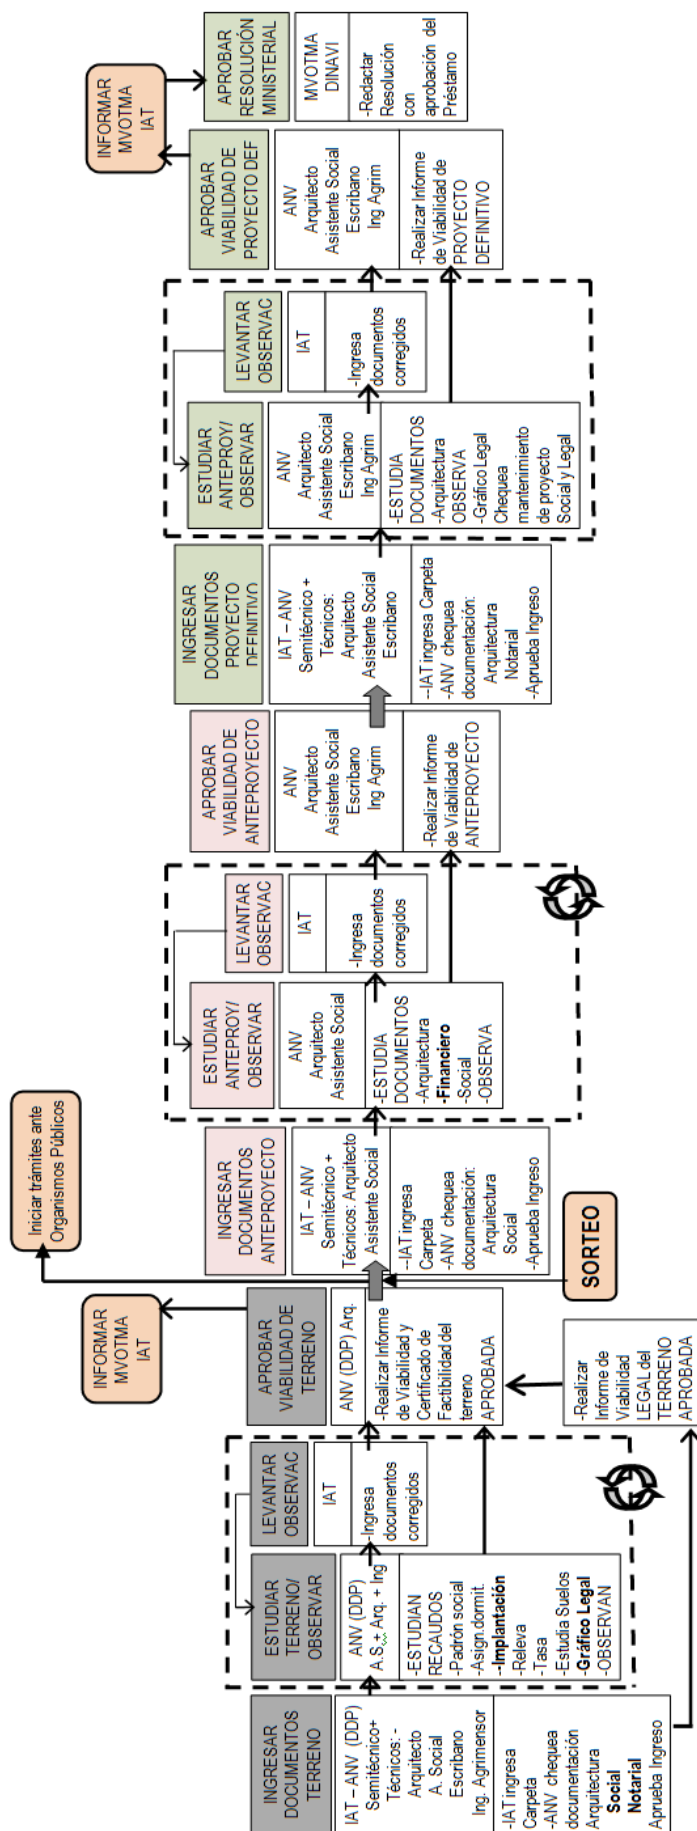 INGRESAR
DOCUMENTOS
TERRENO
IAT – ANV (DDP)
Semitécnico+
Técnicos: -
Arquitecto
A. Social
Escribano
Ing. Agrimensor
-IAT ingresa
Carpeta
-ANV chequea
documentación
Arquitectura
Social
Notarial
Aprueba Ingreso
ESTUDIAR
TERRENO/
OBSERVAR
ANV (DDP)
A.S + Arq. + Ing
-ESTUDIAN
RECAUDOS
-Padrón social
-Asign.dormit.
-Implantación
-Releva
-Tasa
-Estudia Suelos
-Gráfico Legal
-OBSERVAN
LEVANTAR
OBSERVAC
IAT
-Ingresa
documentos
corregidos
APROBAR
VIABILIDAD DE
TERRENO
ANV (DDP) Arq.
-Realizar Informe
de Viabilidad y
Certificado de
Factibilidad del
terreno
APROBADA
-Realizar
Informe de
Viabilidad
LEGAL del
TERRRENO
APROBADA
INFORMAR
MVOTMA
IAT
Iniciar trámites ante
Organismos Públicos
SORTEO
INGRESAR
DOCUMENTOS
ANTEPROYECTO
IAT – ANV
Semitécnico +
Técnicos: Arquitecto
Asistente Social
--IAT ingresa
Carpeta
-ANV chequea
documentación:
Arquitectura
Social
-Aprueba Ingreso
ESTUDIAR
ANTEPROY/
OBSERVAR
ANV
Arquitecto
Asistente Social
-ESTUDIA
DOCUMENTOS
-Arquitectura
-Financiero
-Social
-OBSERVA
LEVANTAR
OBSERVAC
IAT
-Ingresa
documentos
corregidos
APROBAR
VIABILIDAD DE
ANTEPROYECTO
ANV
Arquitecto
Asistente Social
Escribano
Ing Agrim
-Realizar Informe
de Viabilidad de
ANTEPROYECTO
INGRESAR
DOCUMENTOS
PROYECTO
DEFINITIVO
IAT – ANV
Semitécnico +
Técnicos:
Arquitecto
Asistente Social
Escribano
--IAT ingresa Carpeta
-ANV chequea
documentación:
Arquitectura
Notarial
-Aprueba Ingreso
ESTUDIAR
ANTEPROY/
OBSERVAR
ANV
Arquitecto
Asistente Social
Escribano
Ing Agrim
-ESTUDIA
DOCUMENTOS
-Arquitectura
OBSERVA
-Gráfico Legal
Chequea
mantenimiento
de proyecto
Social y Legal
LEVANTAR
OBSERVAC
IAT
-Ingresa
documentos
corregidos
APROBAR
VIABILIDAD DE
PROYECTO DEF
ANV
Arquitecto
Asistente Social
Escribano
Ing Agrim
-Realizar Informe
de Viabilidad de
PROYECTO
DEFINITIVO
INFORMAR
MVOTMA
IAT
APROBAR
RESOLUCIÓN
MINISTERIAL
MVOTMA
DINAVI
-Redactar
Resolución
con
aprobación del
Préstamo